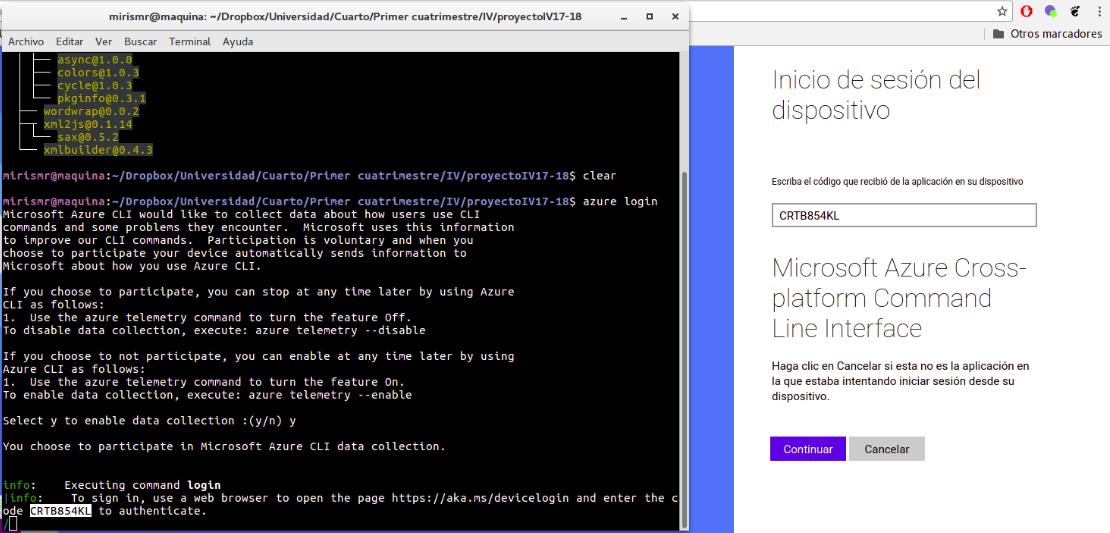 mirismr@maquina: ~/Dropbox/Universidad/Cuarto/Primer cuatrimestre/IV/proyectoIV17-18
Archivo Editar Ver Buscar Terminal Ayuda
async@1.0.0
colors@1.0.3
cycle@1.0.3
pkginfo@0.3.1
wordwrap@0.0.2
xml2js@0.1.14
sax@0.5.2
xmlbuilder@0.4.3
mirismr@maquina:~/Dropbox/Universidad/Cuarto/Primer cuatrimestre/IV/proyectoIV17-18$ clear
mirismr@maquina:~/Dropbox/Universidad/Cuarto/Primer cuatrimestre/IV/proyectoIV17-18$ azure login
Microsoft Azure CLI would like to collect data about how users use CLI
commands and some problems they encounter.  Microsoft uses this information
to improve our CLI commands.  Participation is voluntary and when you
choose to participate your device automatically sends information to
Microsoft about how you use Azure CLI.
If you choose to participate, you can stop at any time later by using Azure
CLI as follows:
1.  Use the azure telemetry command to turn the feature Off.
To disable data collection, execute: azure telemetry --disable
If you choose to not participate, you can enable at any time later by using
Azure CLI as follows:
1.  Use the azure telemetry command to turn the feature On.
To enable data collection, execute: azure telemetry --enable
Select y to enable data collection :(y/n) y
You choose to participate in Microsoft Azure CLI data collection.
info:    Executing command login
|info:    To sign in, use a web browser to open the page https://aka.ms/devicelogin and enter the c
ode CRTB854KL to authenticate.
/
Otros marcadores
Inicio de sesión del
dispositivo
Escriba el código que recibió de la aplicación en su dispositivo
CRTB854KL
Microsoft Azure Cross-
platform Command
Line Interface
Haga clic en Cancelar si esta no es la aplicación en
la que estaba intentando iniciar sesión desde su
dispositivo.
Continuar Cancelar